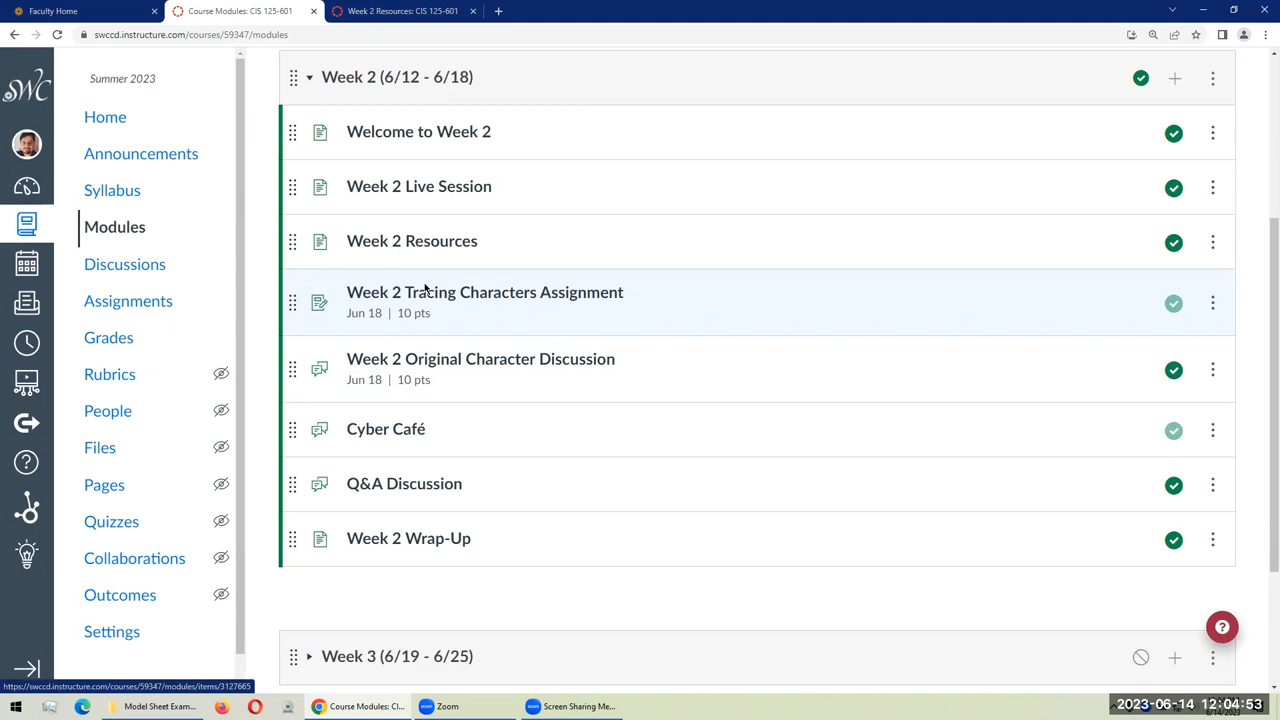 Faculty Home
Course Modules: CIS 125-601
Week 2 Resources: CIS 125-601
swccd.instructure.com/courses/59347/modules
SWC
Summer 2023
Home
Announcements
Syllabus
Modules
Discussions
Assignments
Grades
Rubrics
People
Files
Pages
Quizzes
Collaborations
Outcomes
Settings
Week 2 (6/12 - 6/18)
Welcome to Week 2
Week 2 Live Session
Week 2 Resources
Week 2 Tracing Characters Assignment
Jun 18 | 10 pts
Week 2 Original Character Discussion
Jun 18 | 10 pts
Cyber Café
Q&A Discussion
Week 2 Wrap-Up
Week 3 (6/19 - 6/25)
https://swccd.instructure.com/courses/59347/modules/items/3127665
Model Sheet Exam...
Course Modules: CI...
Zoom
Screen Sharing Me...
2023-06-14 12:04:53